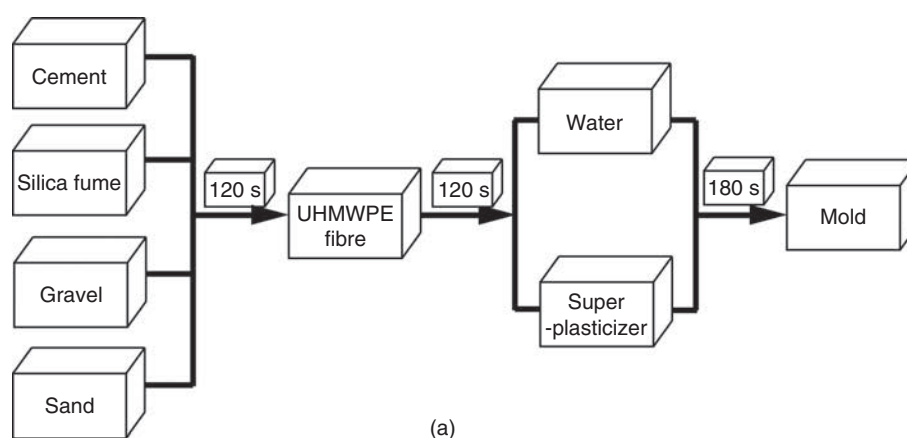 Cement
Silica fume
Gravel
Sand
120 s
UHMWPE
fibre
120 s
Water
Super
-plasticizer
180 s
Mold
(a)